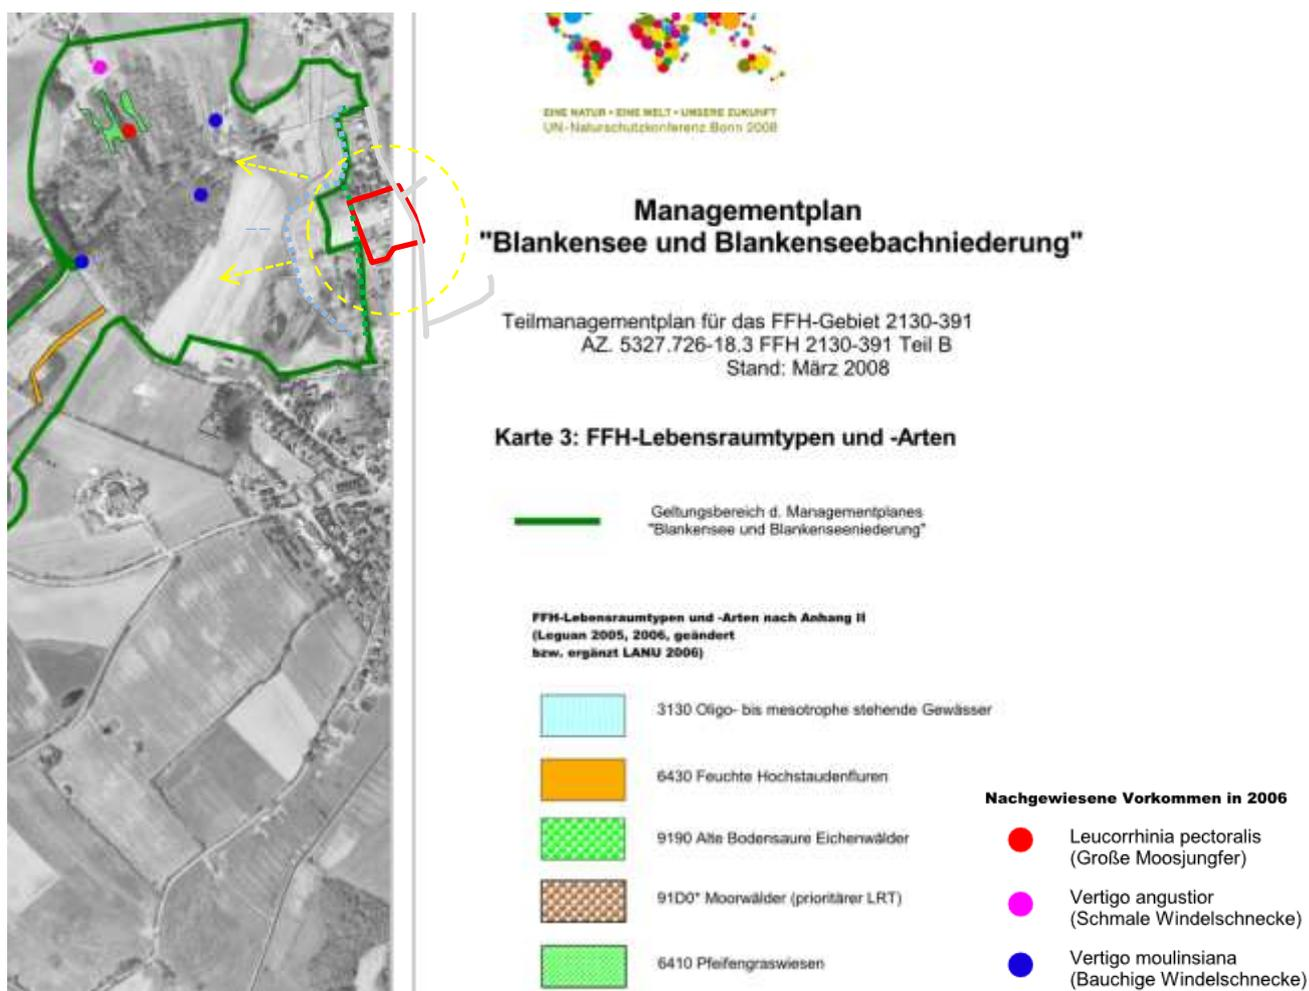 EINE NATUR • EINE WELT • UNSERE ZUKUNFT
UN-Naturschutzkonferenz Bonn 2008
Managementplan
"Blankensee und Blankenseebachniederung"
Teilmanagementplan für das FFH-Gebiet 2130-391
AZ. 5327.726-18.3 FFH 2130-391 Teil B
Stand: März 2008
Karte 3: FFH-Lebensraumtypen und -Arten
Geltungsbereich d. Managementplanes
"Blankensee und Blankenseeniederung"
FFH-Lebensraumtypen und -Arten nach Anhang II
(Leguan 2005, 2006, geändert
bzw. ergänzt LANU 2006)
3130 Oligo- bis mesotrophe stehende Gewässer
6430 Feuchte Hochstaudenfluren
9190 Alte Bodensaure Eichenwälder
91D0* Moorwälder (prioritärer LRT)
6410 Pfeifengraswiesen
Nachgewiesene Vorkommen in 2006
Leucorrhinia pectoralis
(Große Moosjungfer)
Vertigo angustior
(Schmale Windelschnecke)
Vertigo moulinsiana
(Bauchige Windelschnecke)